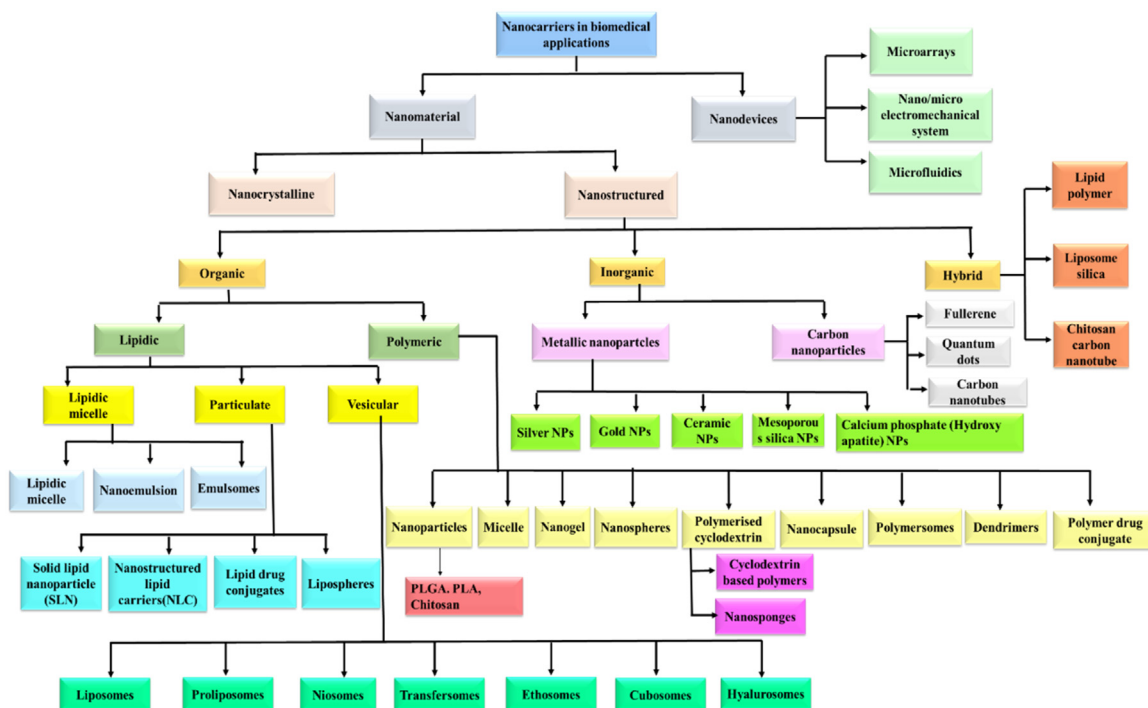 Nanocarriers in biomedical
applications
Microarrays
Nanomaterial
Nanodevices
Nano/micro
electromechanical
system
Microfluidics
Nanocrystalline
Nanostructured
Lipid
polymer
Organic
Inorganic
Hybrid
Liposome
silica
Chitosan
carbon
nanotube
Lipidic
Polymeric
Metallic nanopartcles
Carbon
nanoparticles
Fullerene
Quantum
dots
Carbon
nanotubes
Lipidic
micelle
Particulate
Vesicular
Silver NPs
Gold NPs
Ceramic
NPs
Mesoporou
s silica NPs
Calcium phosphate (Hydroxy
apatite) NPs
Lipidic
micelle
Nanoemulsion
Emulsomes
Nanoparticles
Micelle
Nanogel
Nanospheres
Polymerised
cyclodextrin
Nanocapsule
Polymersomes
Dendrimers
Polymer drug
conjugate
Solid lipid
nanoparticle
(SLN)
Nanostructured
lipid
carriers(NLC)
Lipid drug
conjugates
Lipospheres
PLGA. PLA,
Chitosan
Cyclodextrin
based polymers
Nanosponges
Liposomes
Proliposomes
Niosomes
Transfersomes
Ethosomes
Cubosomes
Hyalurosomes